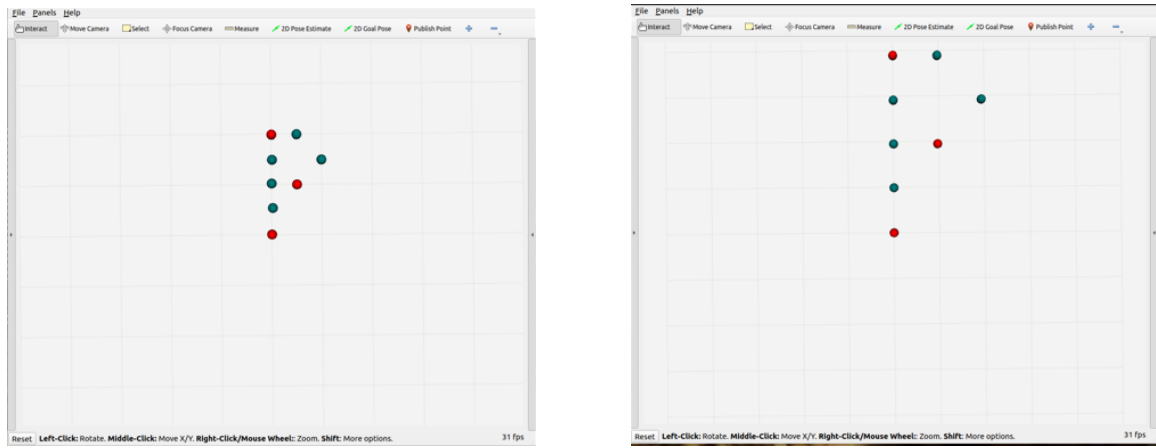 File Panels Help
Interact Move Camera Select Focus Camera Measure 2D Pose Estimate 2D Goal Pose Publish Point
Reset Left-Click: Rotate. Middle-Click: Move X/Y. Right-Click/Mouse Wheel: Zoom. Shift: More options. 31 fps
File Panels Help
Interact Move Camera Select Focus Camera Measure 2D Pose Estimate 2D Goal Pose Publish Point
Reset Left-Click: Rotate. Middle-Click: Move X/Y. Right-Click/Mouse Wheel: Zoom. Shift: More options. 31 fps